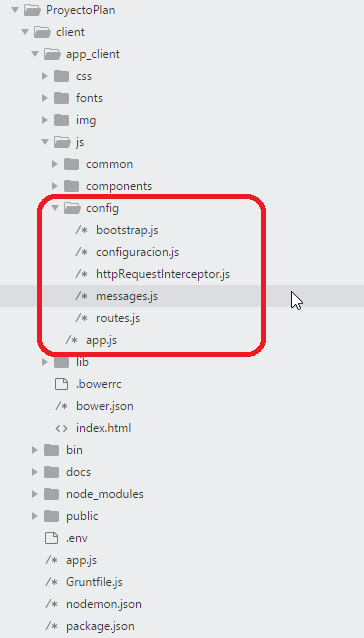 ProyectoPlan
client
app_client
css
fonts
img
js
common
components
config
/* bootstrap.js
/* configuracion.js
/* httpRequestInterceptor.js
/* messages.js
/* routes.js
/* app.js
lib
.bowerrc
/* bower.json
<> index.html
bin
docs
node_modules
public
.env
/* app.js
/* Gruntfile.js
/* nodemon.json
/* package.json